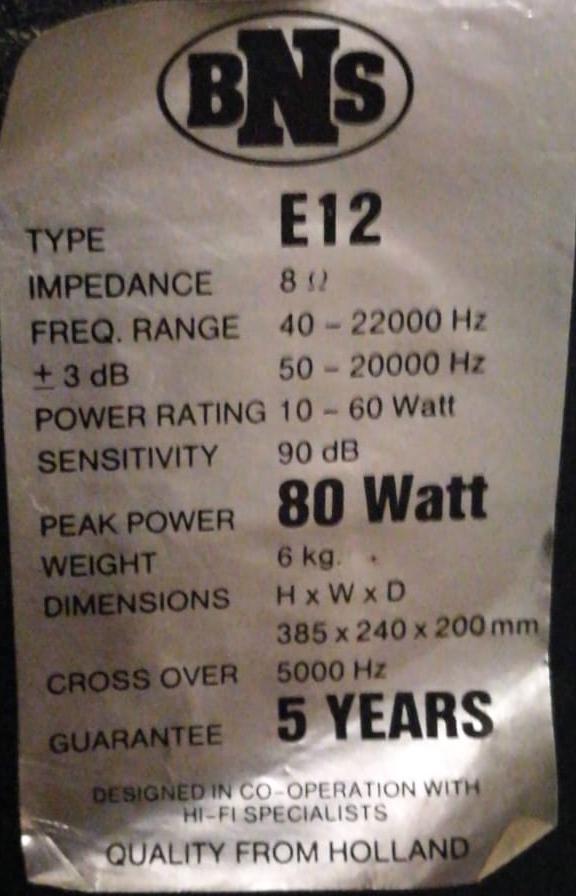 BNS
TYPE E12
IMPEDANCE 8 Ω
FREQ. RANGE 40 - 22000 Hz
± 3 dB 50 - 20000 Hz
POWER RATING 10 - 60 Watt
SENSITIVITY 90 dB
PEAK POWER 80 Watt
WEIGHT 6 kg.
DIMENSIONS H x W x D
385 x 240 x 200 mm
CROSS OVER 5000 Hz
GUARANTEE 5 YEARS
DESIGNED IN CO-OPERATION WITH
HI-FI SPECIALISTS
QUALITY FROM HOLLAND